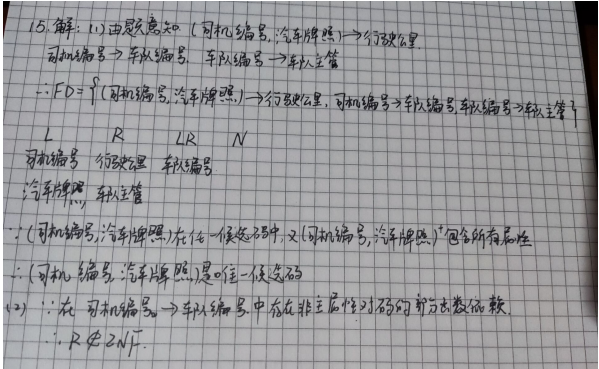 15.解：(1)由题意知 (司机编号,汽车牌照)→行驶公里
司机编号→车队编号, 车队编号→车队主管
∴FD={(司机编号,汽车牌照)→行驶公里,司机编号→车队编号,车队编号→车队主管}
L R LR N
司机编号 行驶公里 车队编号
汽车牌照 车队主管
∵(司机编号,汽车牌照)在任一候选码中,又(司机编号,汽车牌照)⁺包含所有属性
∴(司机编号,汽车牌照)是唯一候选码
(2) ∵在 司机编号→车队编号中存在非主属性对码的部分函数依赖.
∴R∉2NF.